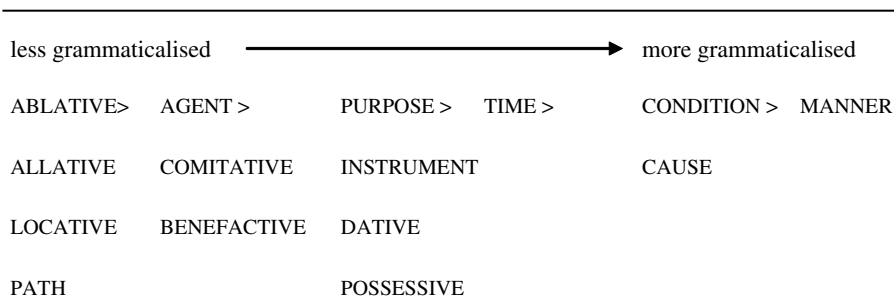 less grammaticalised more grammaticalised
ABLATIVE> AGENT > PURPOSE > TIME > CONDITION > MANNER
ALLATIVE COMITATIVE INSTRUMENT CAUSE
LOCATIVE BENEFACTIVE DATIVE
PATH POSSESSIVE